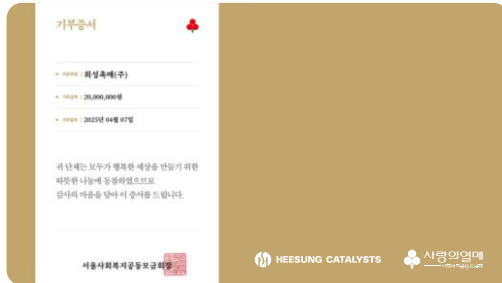 기부증서
희성촉매(주)
20,000,000원
2025년 04월 07일
귀 단체는 모두가 행복한 세상을 만들기 위한
따뜻한 나눔에 동참하였으므로
감사의 마음을 담아 이 증서를 드립니다.
서울사회복지공동모금회장
HEESUNG CATALYSTS
사랑의열매